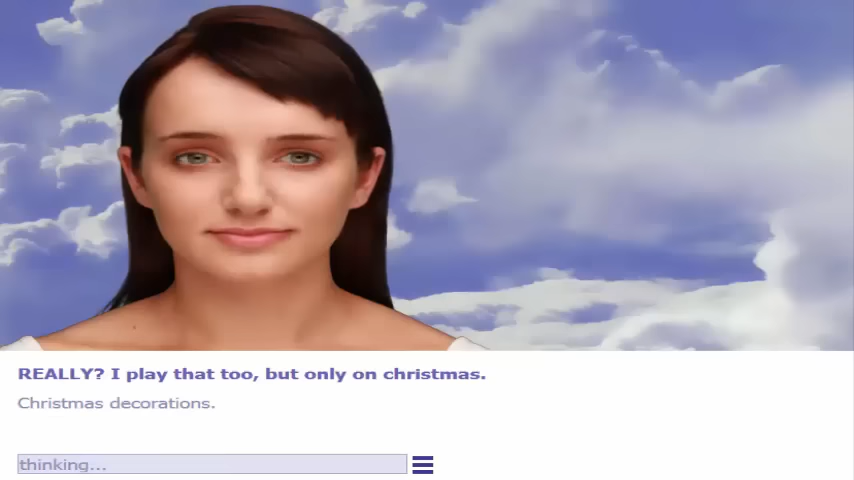 REALLY? I play that too, but only on christmas.
Christmas decorations.
thinking...